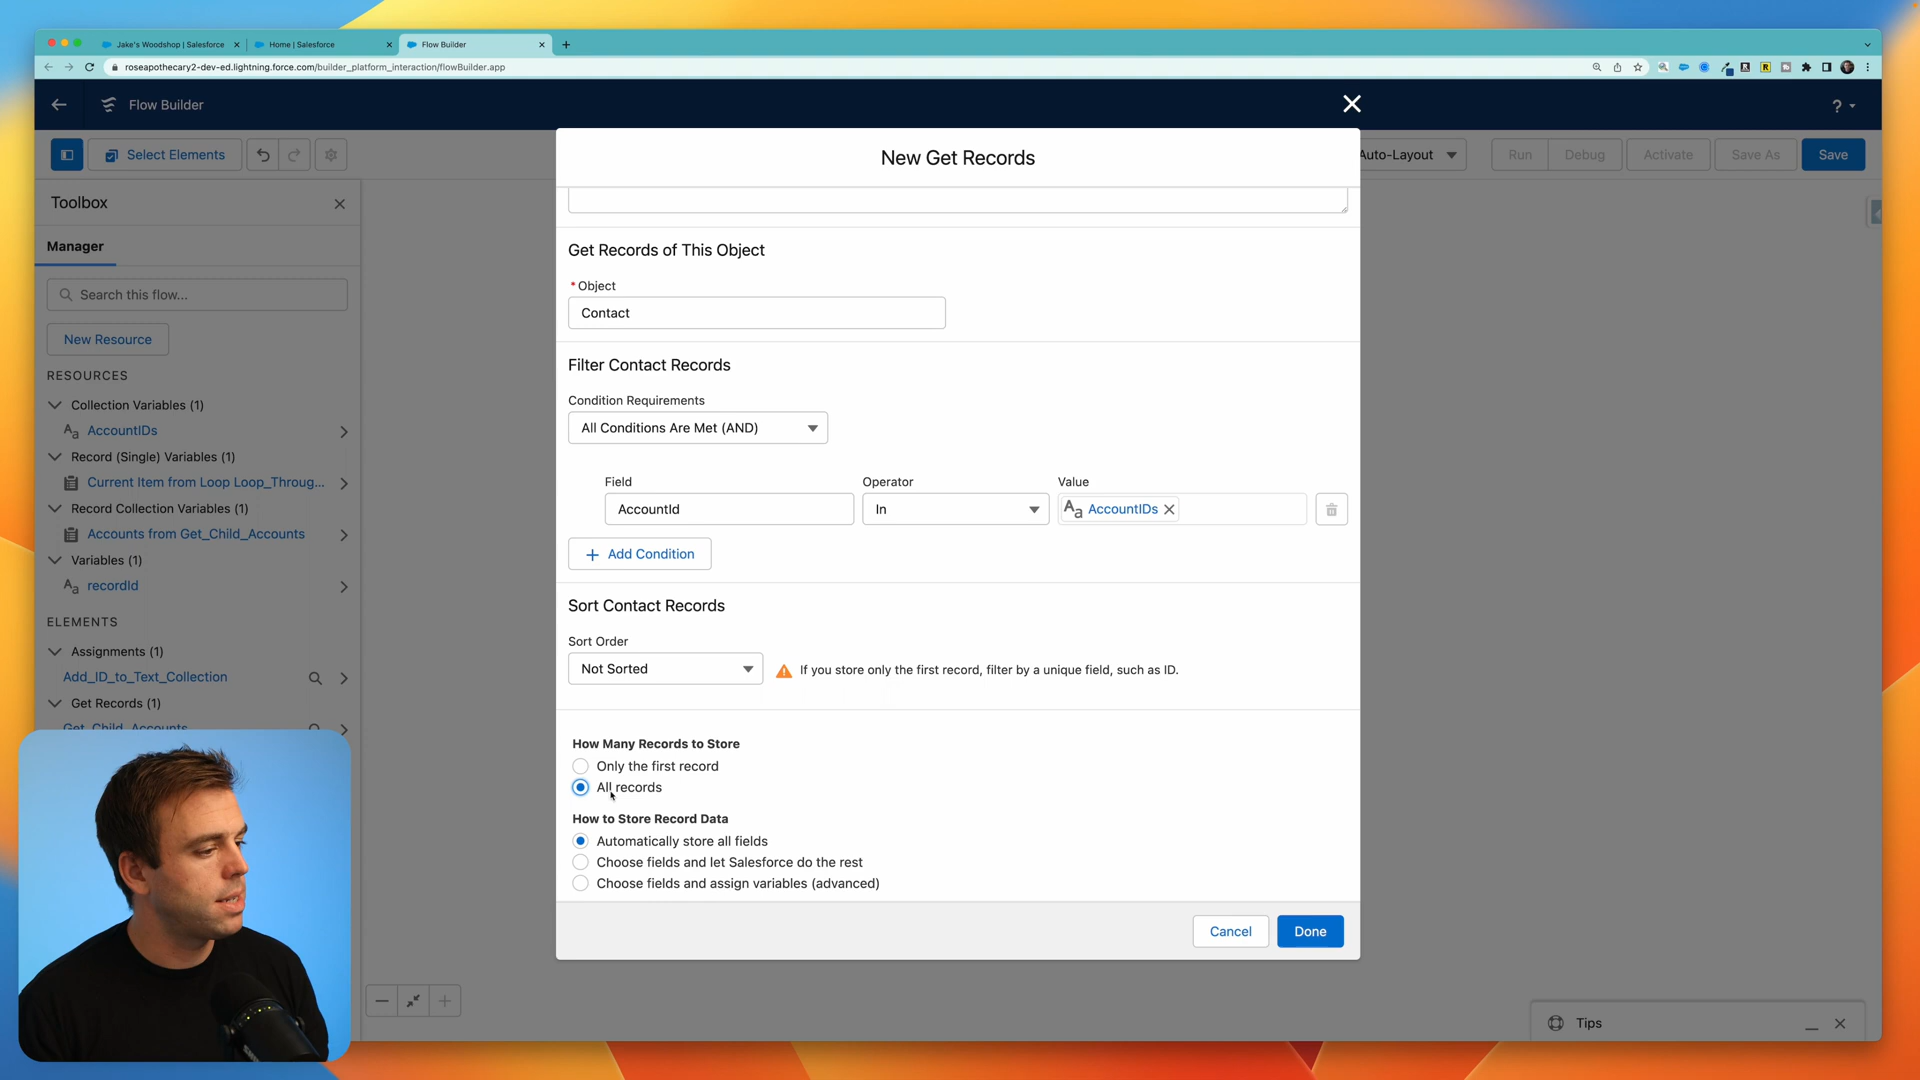 Jake's Woodshop | Salesforce
Home | Salesforce
Flow Builder
roseapothecary2-dev-ed.lightning.force.com/builder_platform_interaction/flowBuilder.app
Flow Builder
?
New Get Records
Select Elements
Auto-Layout
Run
Debug
Activate
Save As
Save
Toolbox
Manager
Search this flow...
New Resource
RESOURCES
Collection Variables (1)
Aa AccountIDs
Record (Single) Variables (1)
Current Item from Loop Loop_Throug...
Record Collection Variables (1)
Accounts from Get_Child_Accounts
Variables (1)
Aa recordId
ELEMENTS
Assignments (1)
Add_ID_to_Text_Collection
Get Records (1)
Get_Child_Accounts
Get Records of This Object
* Object
Contact
Filter Contact Records
Condition Requirements
All Conditions Are Met (AND)
Field Operator Value
AccountId In Aa AccountIDs
+ Add Condition
Sort Contact Records
Sort Order
Not Sorted
If you store only the first record, filter by a unique field, such as ID.
How Many Records to Store
Only the first record
All records
How to Store Record Data
Automatically store all fields
Choose fields and let Salesforce do the rest
Choose fields and assign variables (advanced)
Cancel Done
Tips